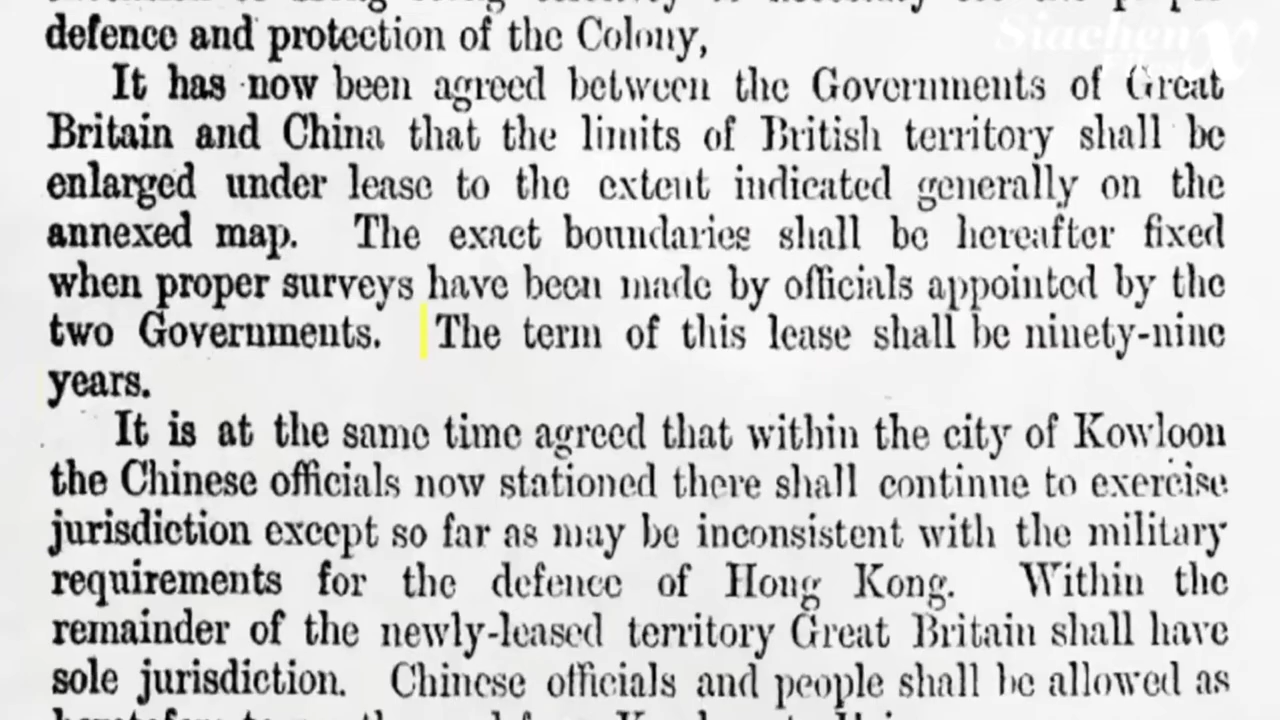 Siachen
Files X
defence and protection of the Colony,
It has now been agreed between the Governments of Great
Britain and China that the limits of British territory shall be
enlarged under lease to the extent indicated generally on the
annexed map. The exact boundaries shall be hereafter fixed
when proper surveys have been made by officials appointed by the
two Governments. The term of this lease shall be ninety-nine
years.
It is at the same time agreed that within the city of Kowloon
the Chinese officials now stationed there shall continue to exercise
jurisdiction except so far as may be inconsistent with the military
requirements for the defence of Hong Kong. Within the
remainder of the newly-leased territory Great Britain shall have
sole jurisdiction. Chinese officials and people shall be allowed as